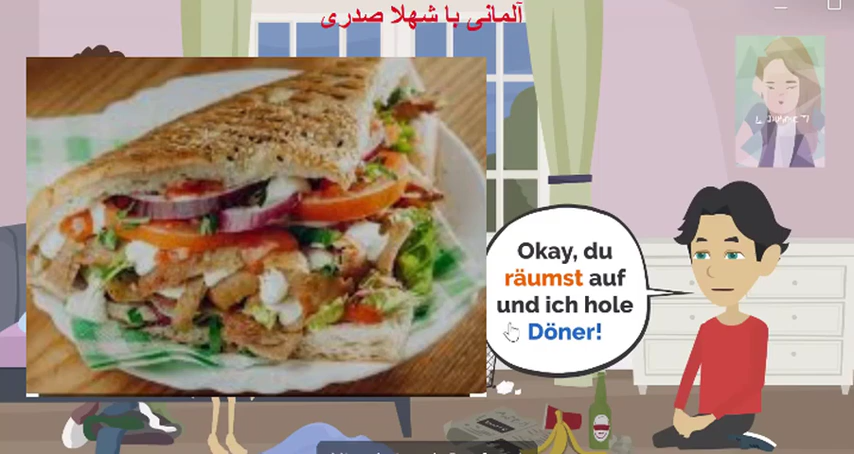 آلمانی با شهلا صدری
Okay, du
räumst auf
und ich hole
Döner!